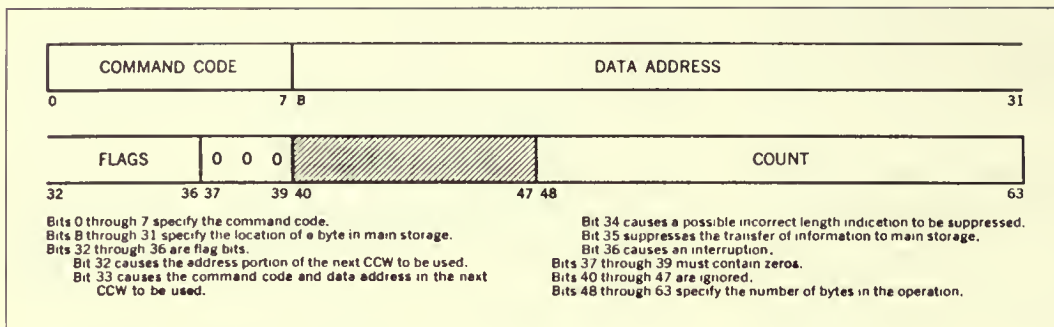 COMMAND CODE DATA ADDRESS
0 7 8 31
FLAGS 0 0 0 COUNT
32 36 37 39 40 47 48 63
Bits 0 through 7 specify the command code.
Bits 8 through 31 specify the location of a byte in main storage.
Bits 32 through 36 are flag bits.
Bit 32 causes the address portion of the next CCW to be used.
Bit 33 causes the command code and data address in the next
CCW to be used.
Bit 34 causes a possible incorrect length indication to be suppressed.
Bit 35 suppresses the transfer of information to main storage.
Bit 36 causes an interruption.
Bits 37 through 39 must contain zeros.
Bits 40 through 47 are ignored.
Bits 48 through 63 specify the number of bytes in the operation.